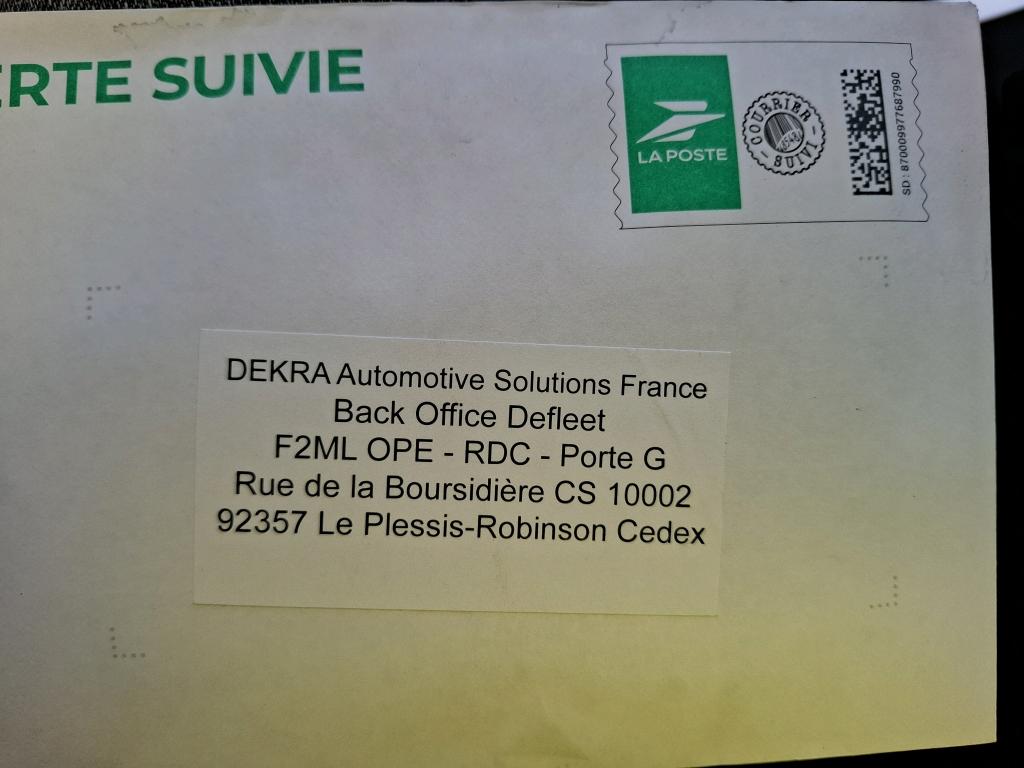 ERTE SUIVIE
LA POSTE
COURRIER
SUIVI
SD : 870009977687990
DEKRA Automotive Solutions France
Back Office Defleet
F2ML OPE - RDC - Porte G
Rue de la Boursidière CS 10002
92357 Le Plessis-Robinson Cedex